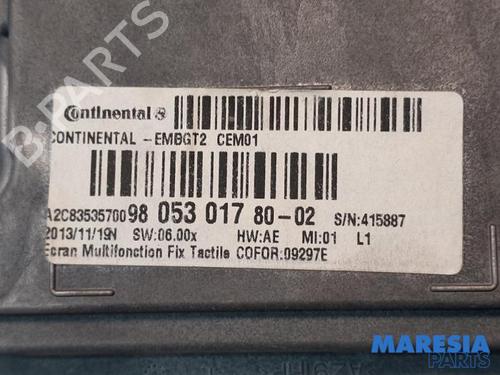 B-PARTS
Continental
CONTINENTAL -EMBGT2 CEM01
A2C83535700 98 053 017 80-02 S/N:415887
2013/11/19N SW:06.00x HW:AE MI:01 L1
Ecran Multifonction Fix Tactile COFOR:09297E
MARESIA
PARTS